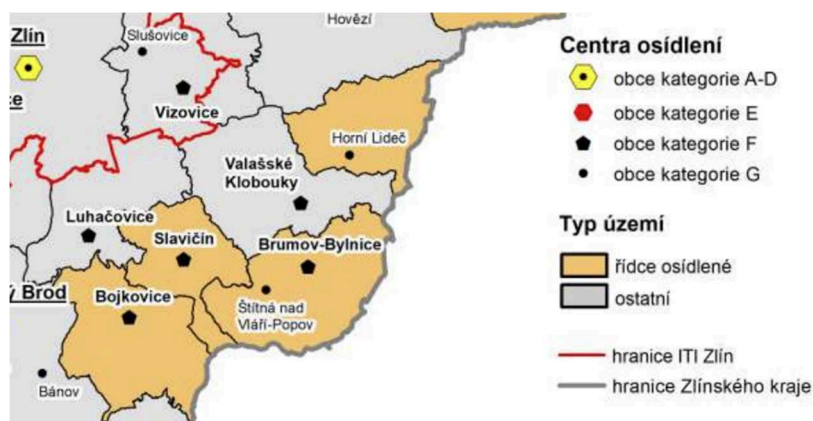 Hovězí
Zlín
Slušovice
ce
Vizovice
Horní Lideč
Valašské
Klobouky
Luhačovice
Slavičín
Brumov-Bylnice
ý Brod
Bojkovice
Štítná nad
Vláří-Popov
Bánov
Centra osídlení
obce kategorie A-D
obce kategorie E
obce kategorie F
obce kategorie G
Typ území
řídce osídlené
ostatní
hranice ITI Zlín
hranice Zlínského kraje